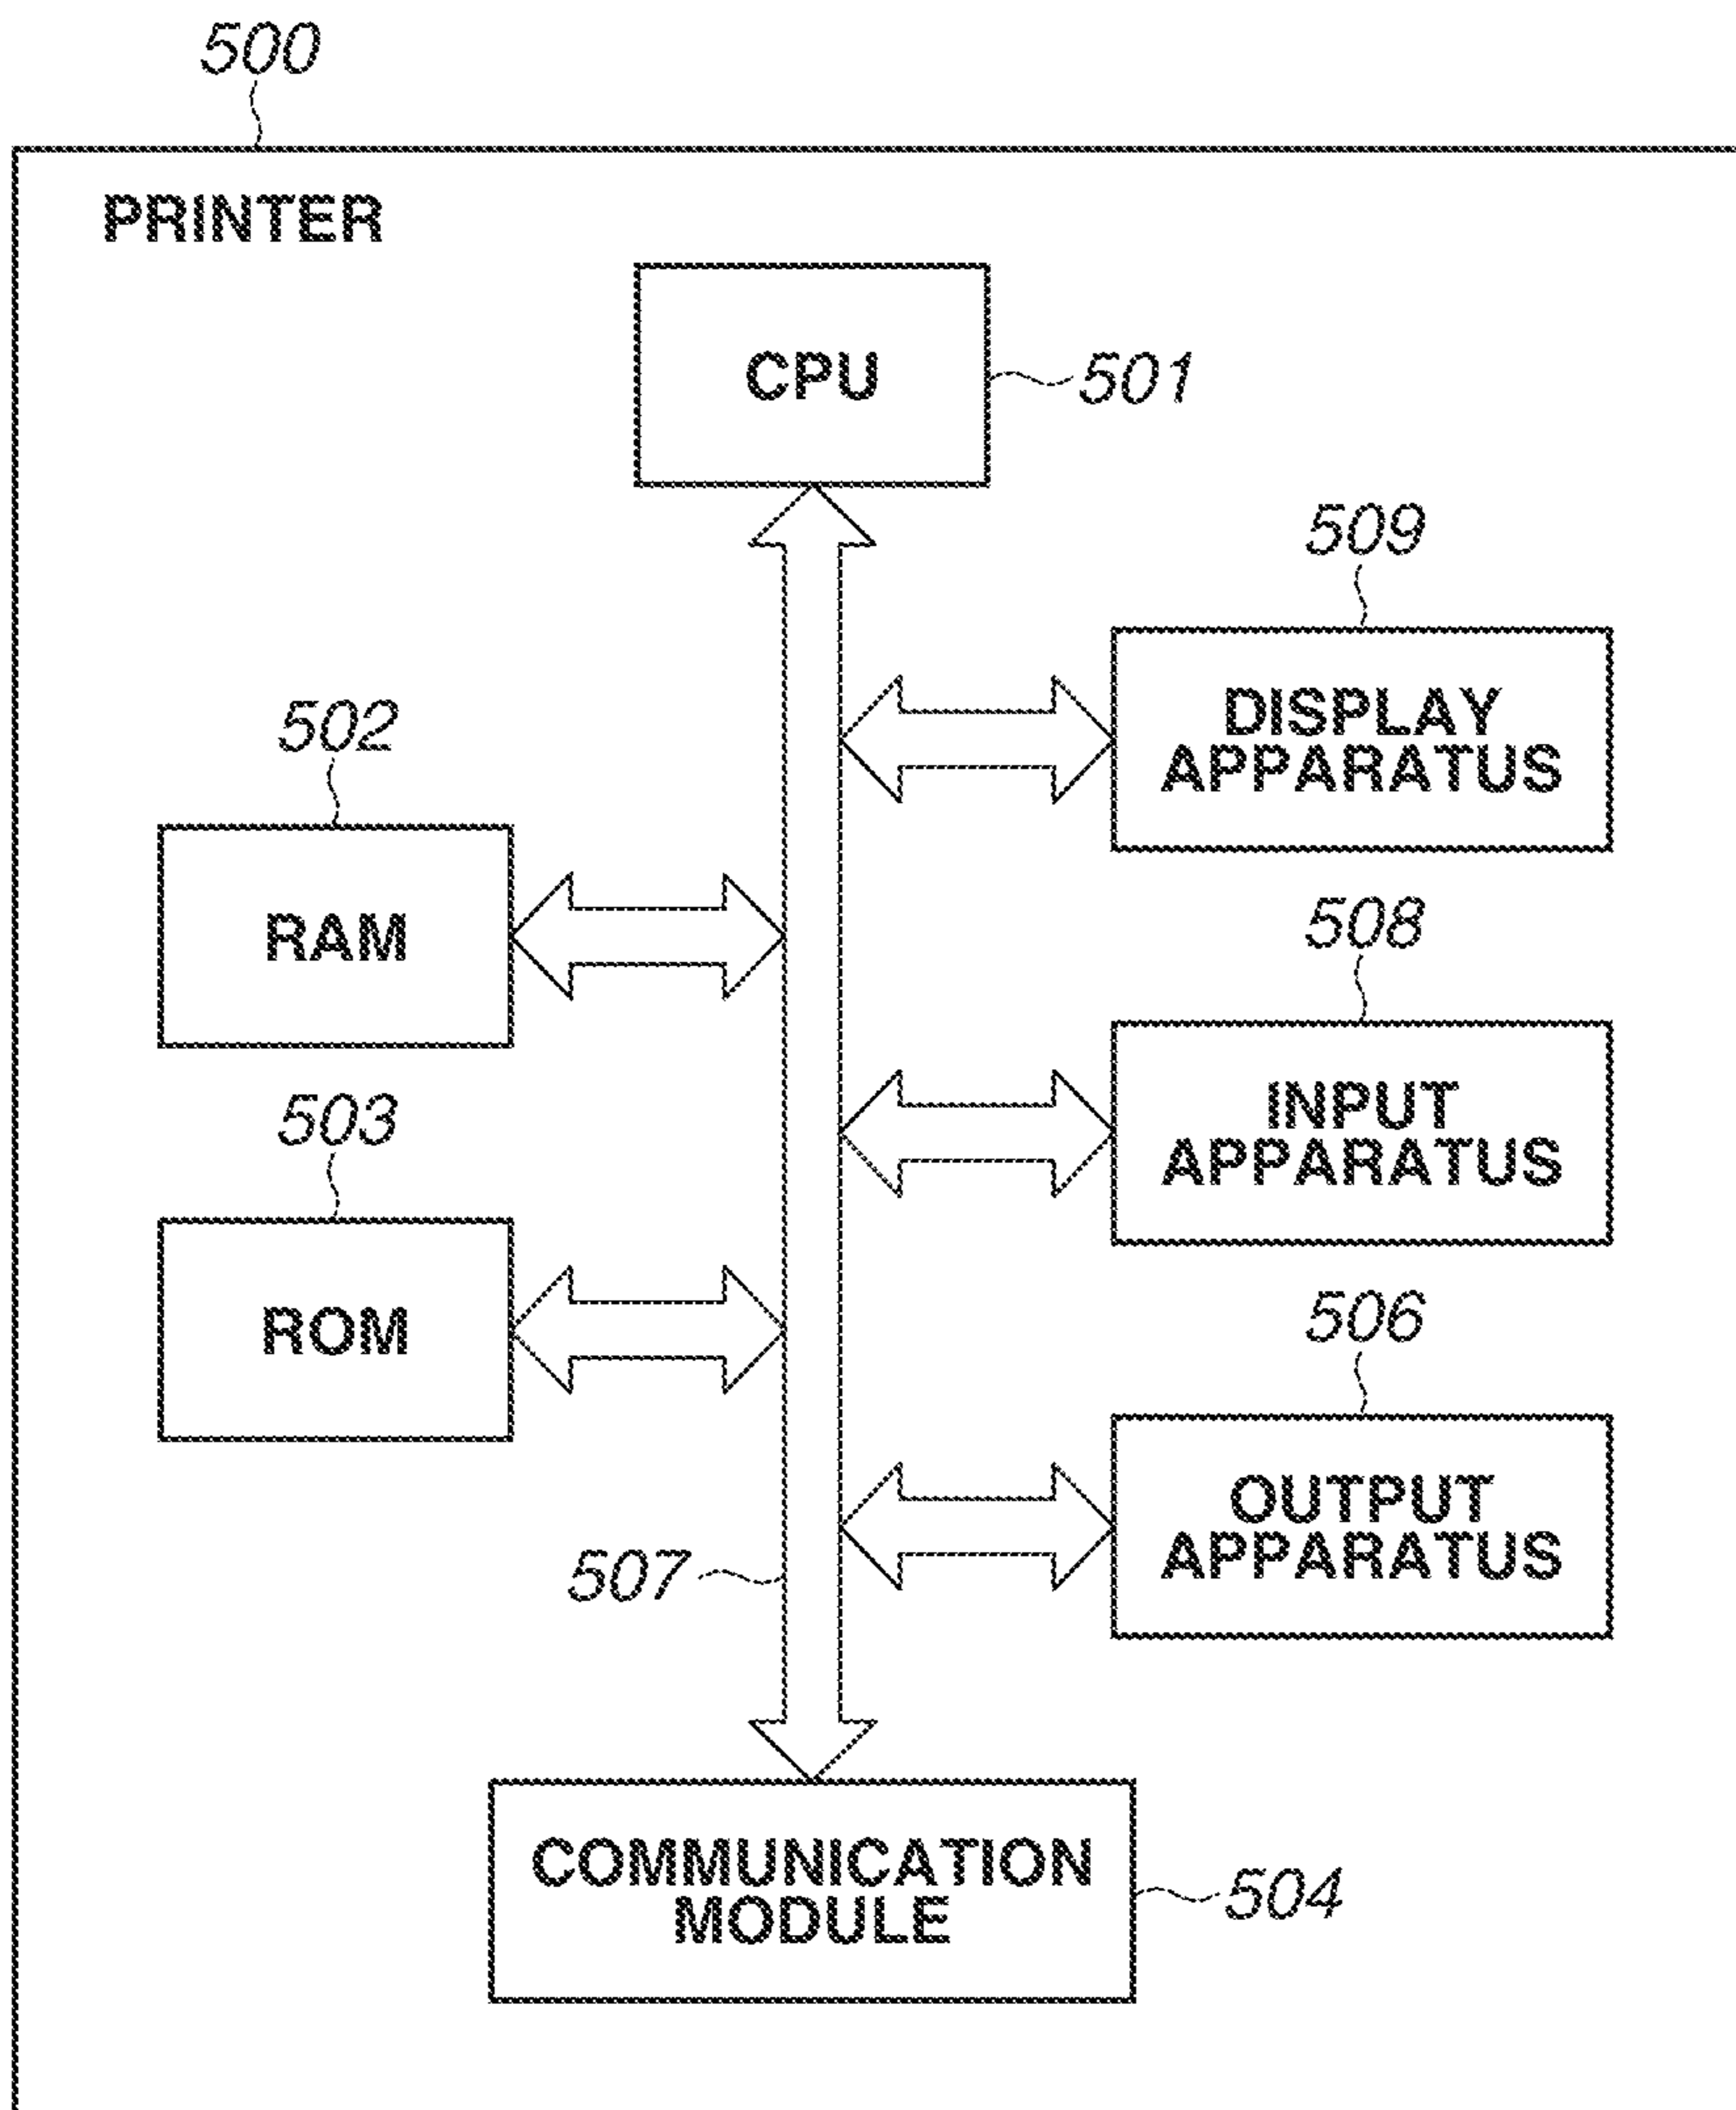 500
PRINTER
CPU
501
509
DISPLAY
APPARATUS
502
RAM
508
INPUT
APPARATUS
503
ROM
506
OUTPUT
APPARATUS
507
COMMUNICATION
MODULE
504